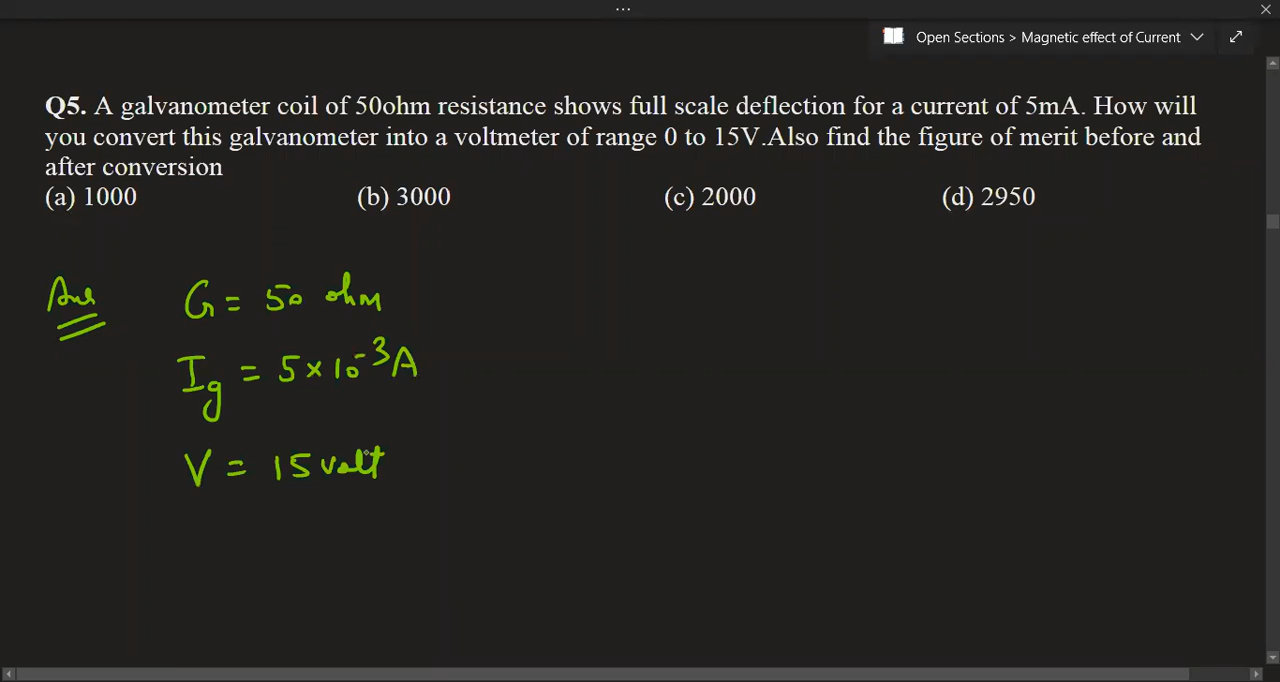 ...
Open Sections > Magnetic effect of Current
Q5. A galvanometer coil of 50ohm resistance shows full scale deflection for a current of 5mA. How will
you convert this galvanometer into a voltmeter of range 0 to 15V.Also find the figure of merit before and
after conversion
(a) 1000 (b) 3000 (c) 2000 (d) 2950
Ans G = 50 ohm
Ig = 5 × 10⁻³ A
V = 15 volt